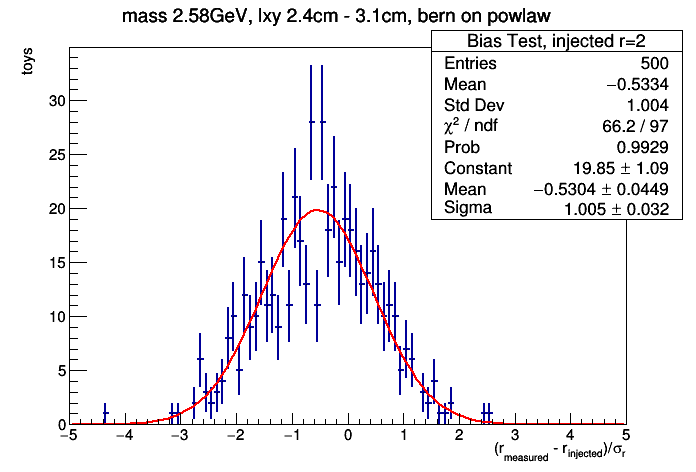 mass 2.58GeV, lxy 2.4cm - 3.1cm, bern on powlaw
Bias Test, injected r=2
Entries 500
Mean −0.5334
Std Dev 1.004
χ² / ndf 66.2 / 97
Prob 0.9929
Constant 19.85 ± 1.09
Mean −0.5304 ± 0.0449
Sigma 1.005 ± 0.032
toys
30
25
20
15
10
5
0
−5 −4 −3 −2 −1 0 1 2 3 4 5
(r_measured - r_injected)/σ_r